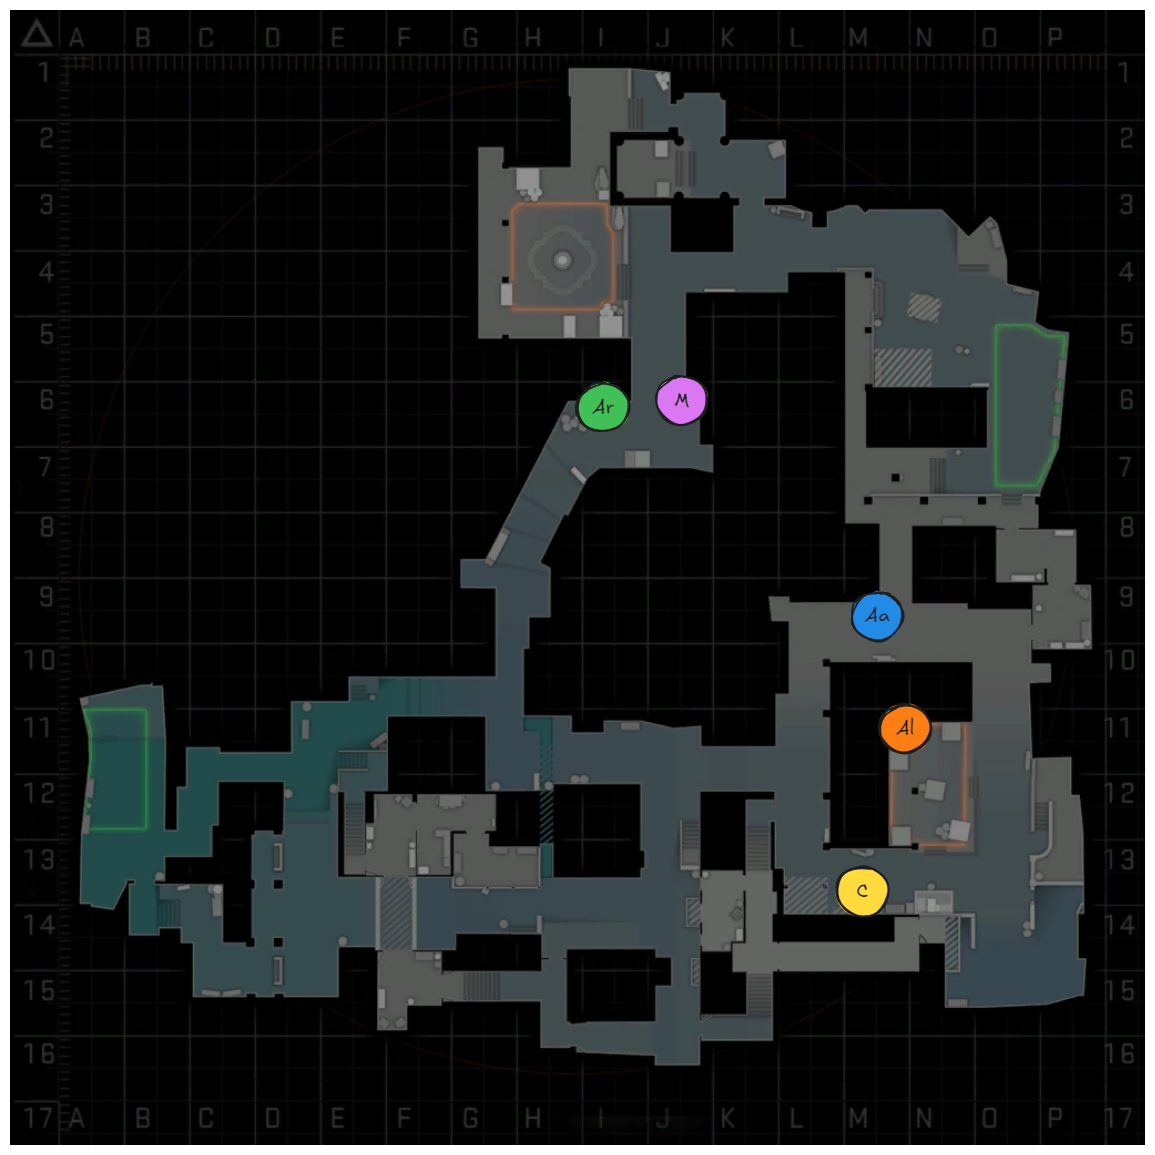 A B C D E F G H I J K L M N O P
1 1
2 2
3 3
4 4
5 5
6 6
Ar M
7 7
8 8
9 9
Aa
10 10
11 11
Al
12 12
13 13
C
14 14
15 15
16 16
17 A B C D E F G H I J K L M N O P 17